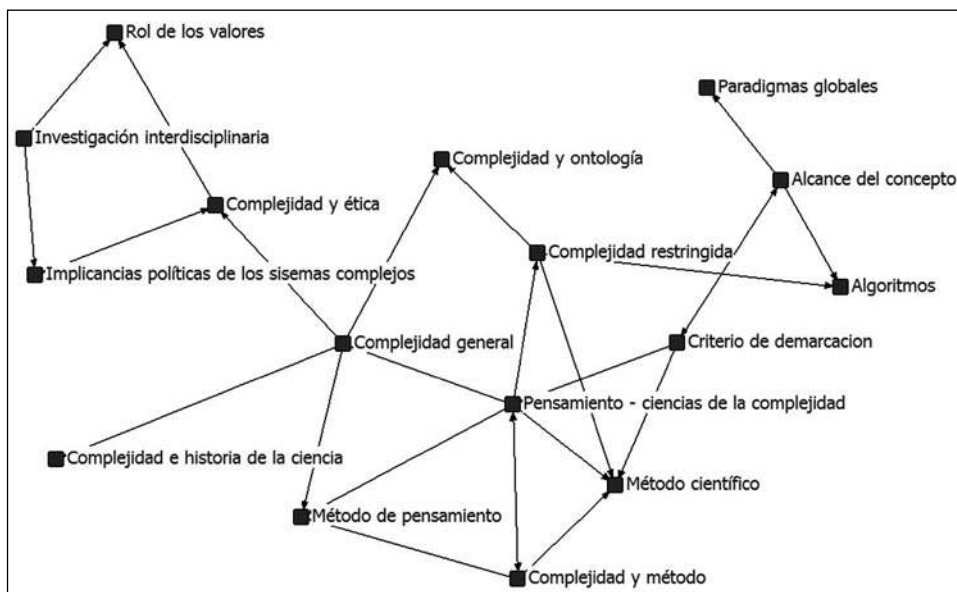 Rol de los valores
Paradigmas globales
Investigación interdisciplinaria
Complejidad y ontología
Alcance del concepto
Complejidad y ética
Complejidad restringida
Implicancias políticas de los sisemas complejos
Algoritmos
Complejidad general
Criterio de demarcacion
Pensamiento - ciencias de la complejidad
Complejidad e historia de la ciencia
Método científico
Método de pensamiento
Complejidad y método